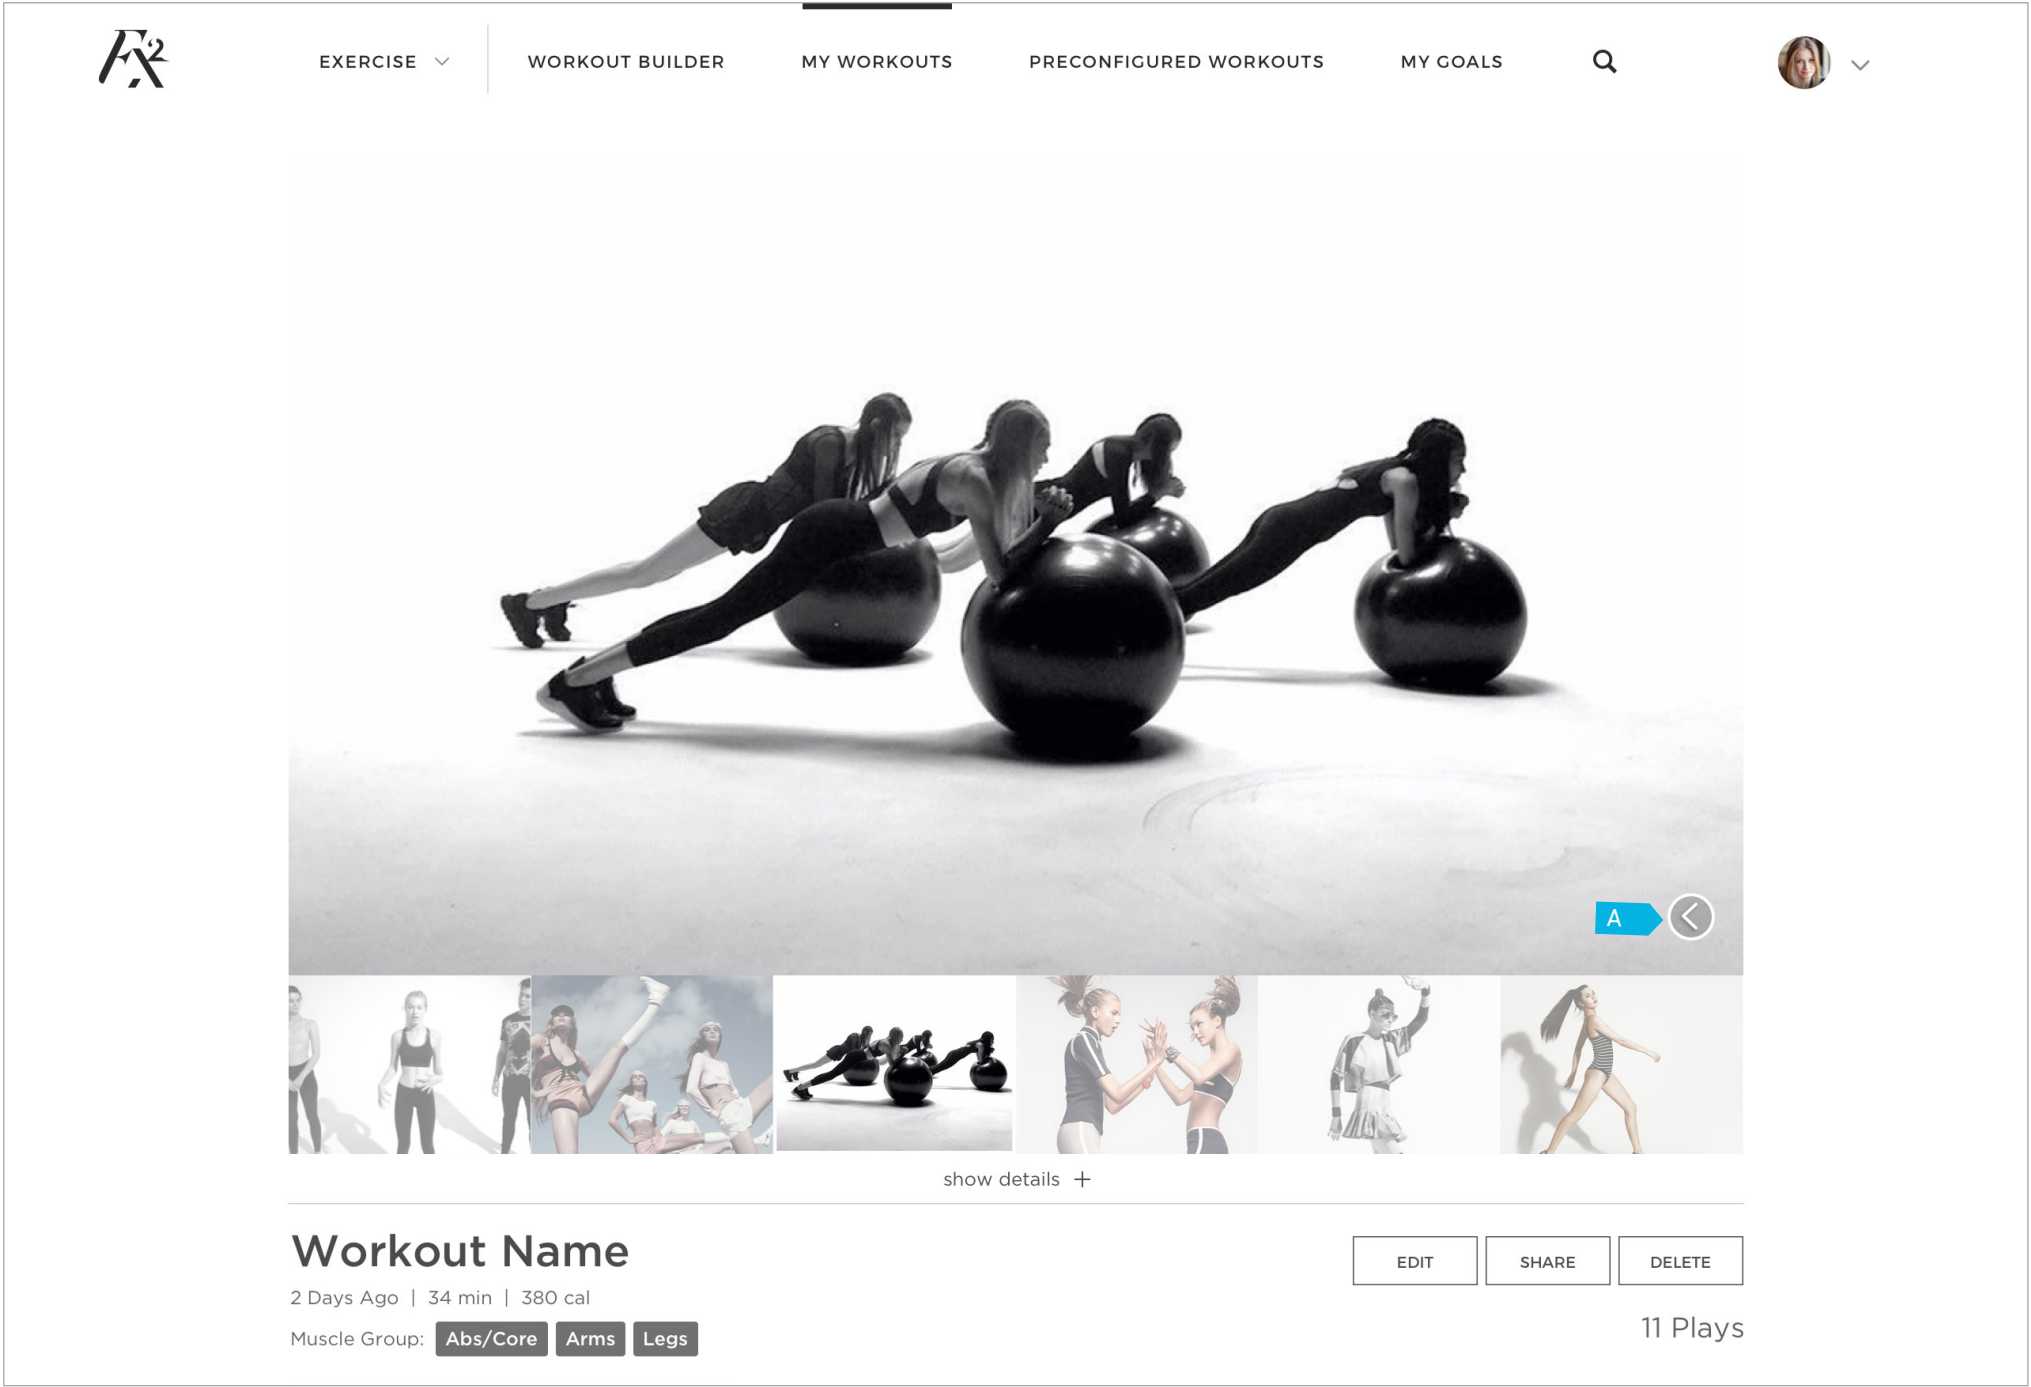 FX²
EXERCISE
WORKOUT BUILDER
MY WORKOUTS
PRECONFIGURED WORKOUTS
MY GOALS
A
show details +
Workout Name
EDIT
SHARE
DELETE
2 Days Ago | 34 min | 380 cal
11 Plays
Muscle Group: Abs/Core Arms Legs